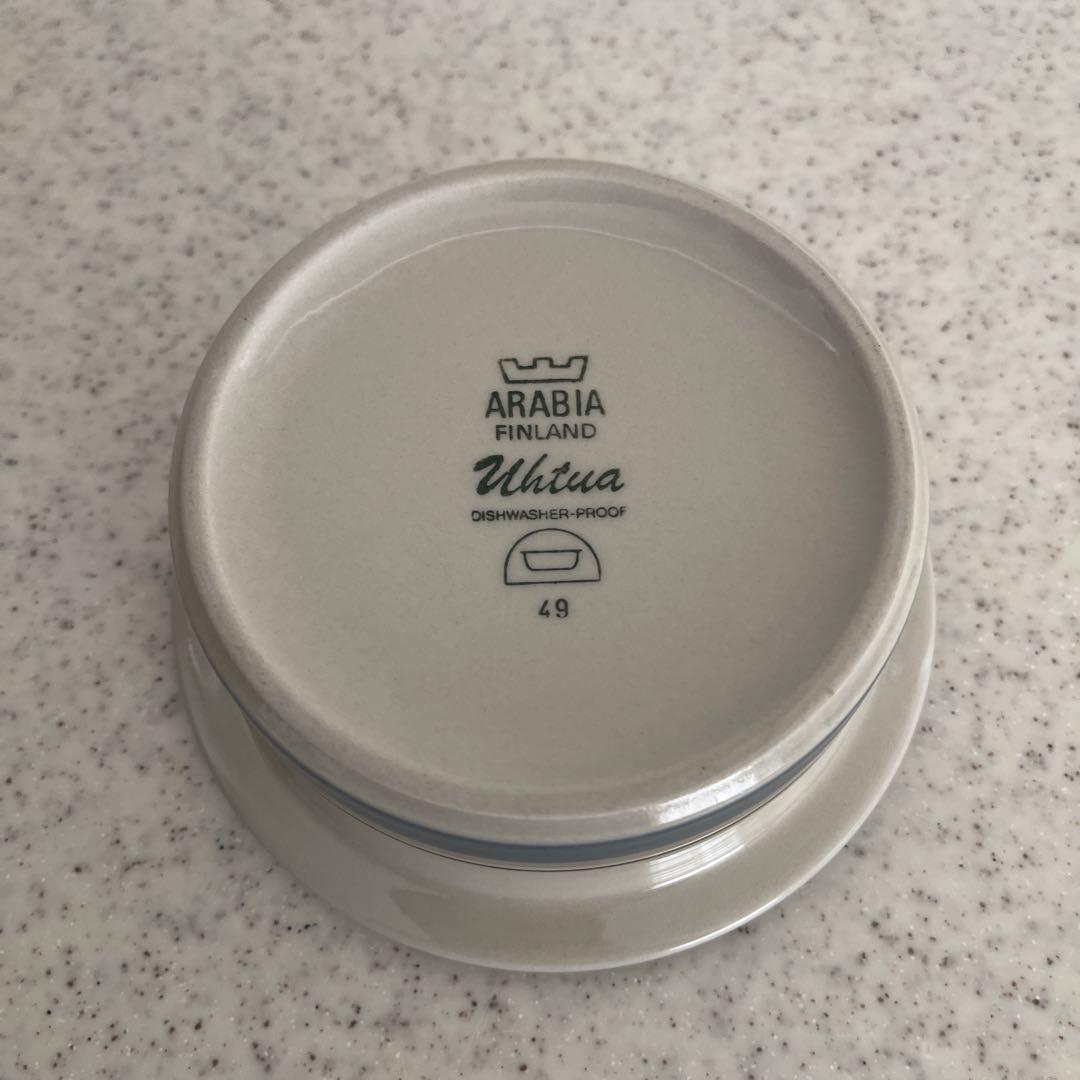 ARABIA
FINLAND
Uhtua
DISHWASHER-PROOF
49